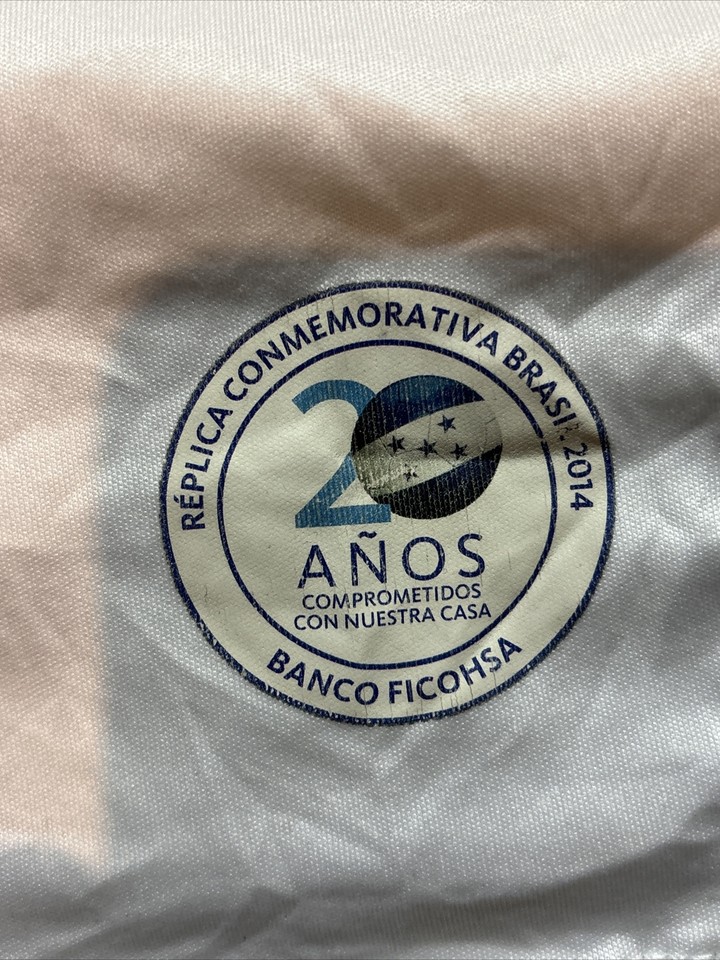 RÉPLICA CONMEMORATIVA BRASIL 2014
20
AÑOS
COMPROMETIDOS
CON NUESTRA CASA
BANCO FICOHSA